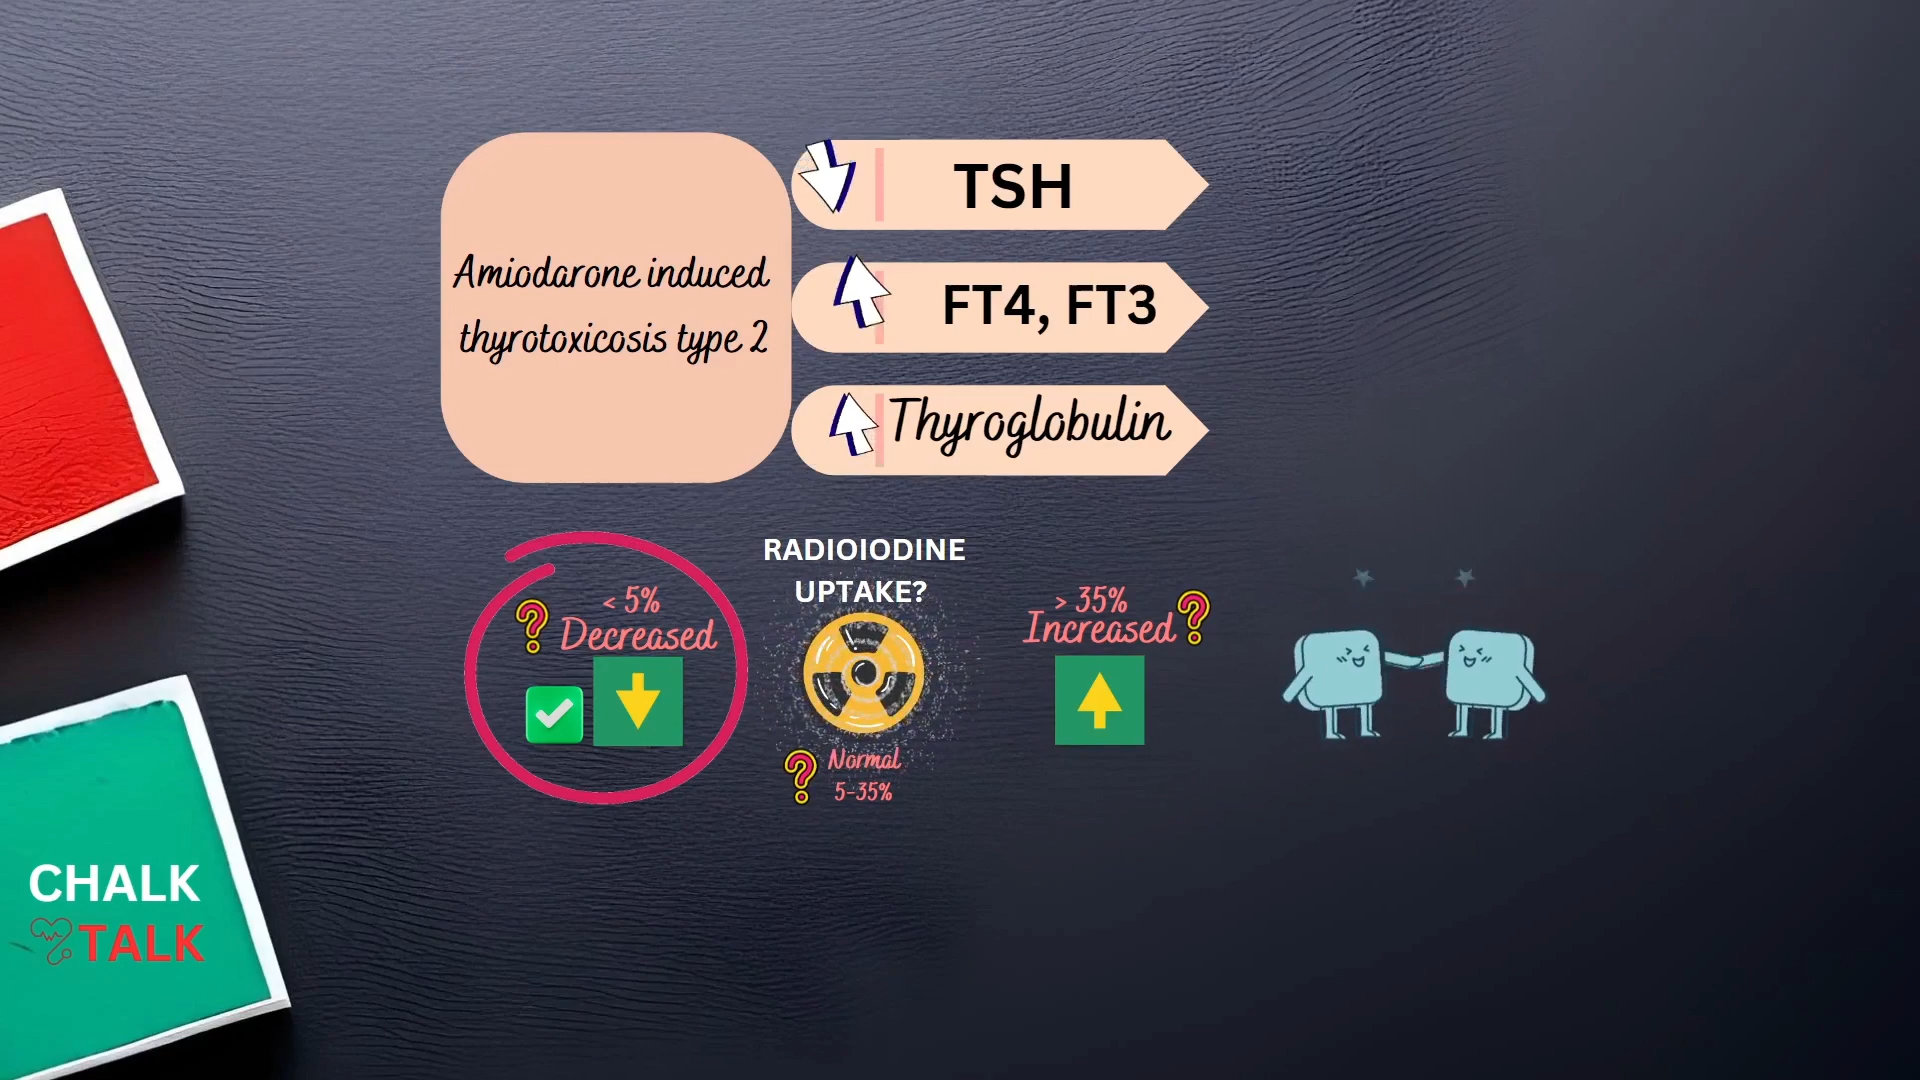 Amiodarone induced
thyrotoxicosis type 2
TSH
FT4, FT3
Thyroglobulin
RADIOIODINE
UPTAKE?
? < 5%
Decreased
> 35%
Increased ?
? Normal
5-35%
CHALK
TALK